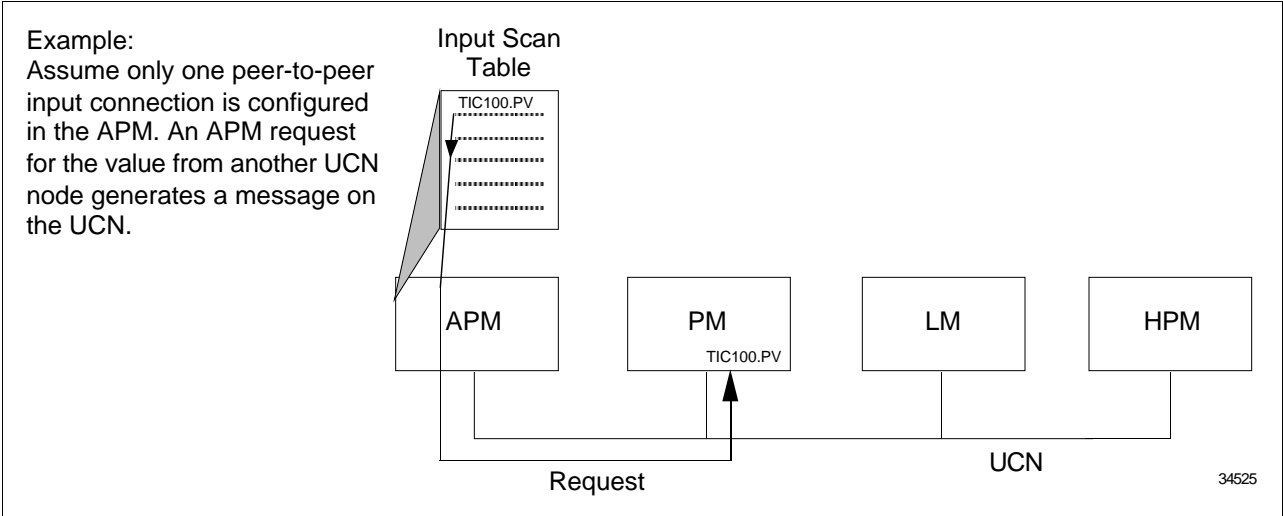 Example:
Assume only one peer-to-peer
input connection is configured
in the APM. An APM request
for the value from another UCN
node generates a message on
the UCN.
Input Scan
Table
TIC100.PV
APM
PM
TIC100.PV
LM
HPM
Request
UCN
34525